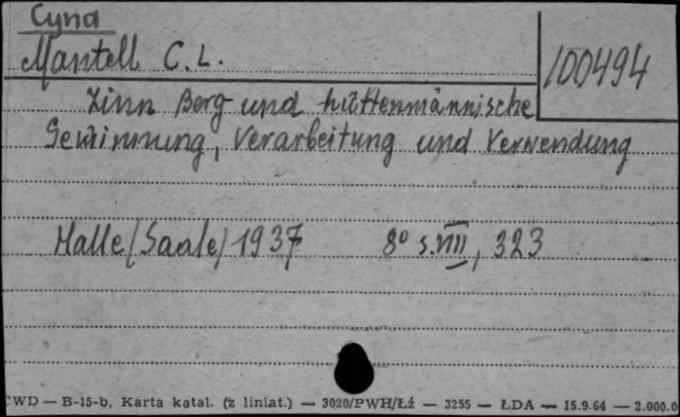 Cyna
Mantell C.L.
100494
Zinn Berg- und hüttenmännische
Gewinnung, Verarbeitung und Verwendung
Halle/Saale/1937 8° s.VIII, 323
CWD — B-15-b, Karta katal. (z liniat.) — 3020/PWH/Łź — 3255 — ŁDA — 15.9.64 — 2.000.0